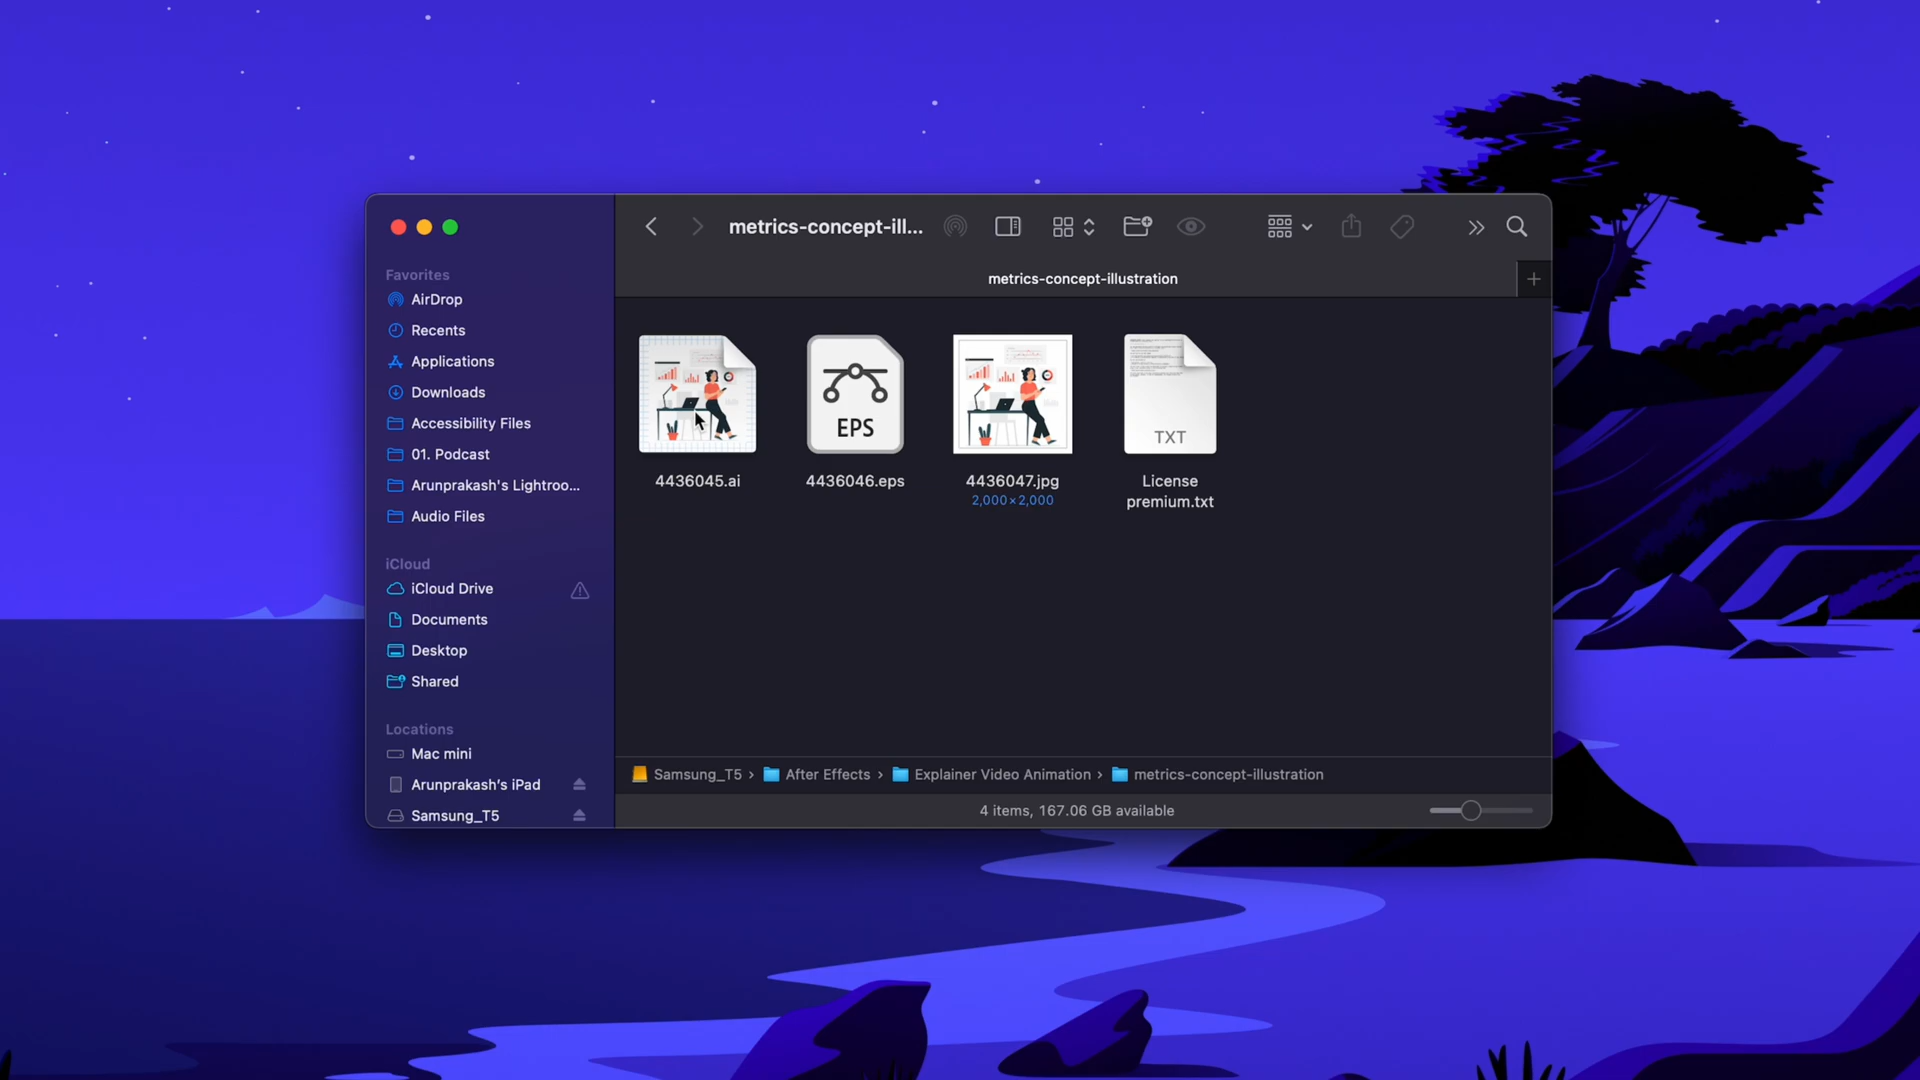 metrics-concept-ill...
metrics-concept-illustration
Favorites
AirDrop
Recents
Applications
Downloads
Accessibility Files
01. Podcast
Arunprakash's Lightroo...
Audio Files
iCloud
iCloud Drive
Documents
Desktop
Shared
Locations
Mac mini
Arunprakash's iPad
Samsung_T5
4436045.ai
EPS
4436046.eps
4436047.jpg
2,000×2,000
TXT
License
premium.txt
Samsung_T5 › After Effects › Explainer Video Animation › metrics-concept-illustration
4 items, 167.06 GB available